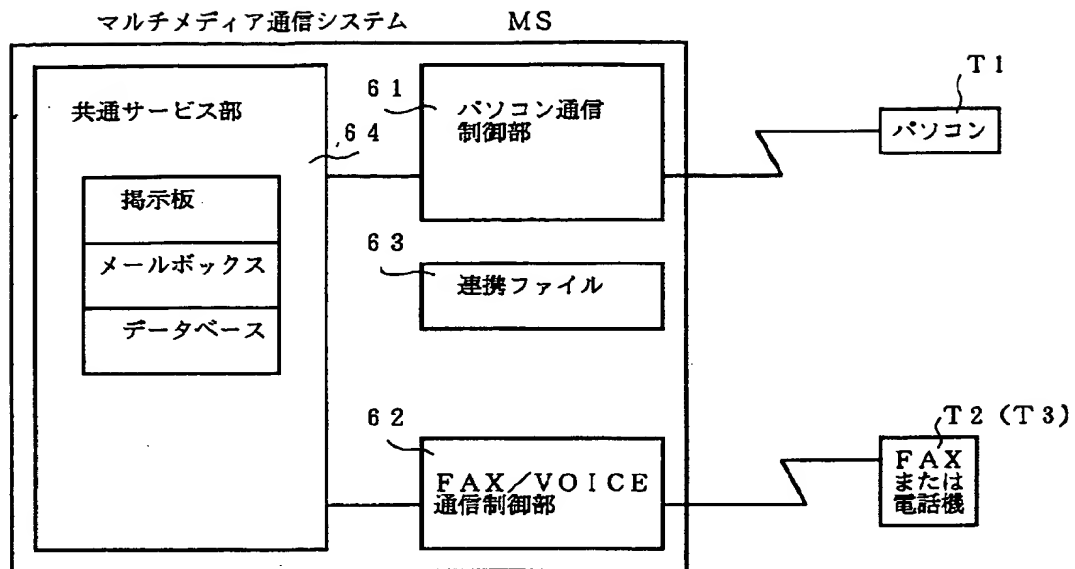 マルチメディア通信システム MS
共通サービス部
64
掲示板
メールボックス
データベース
61
パソコン通信
制御部
63
連携ファイル
62
FAX/VOICE
通信制御部
T1
パソコン
T2(T3)
FAX
または
電話機